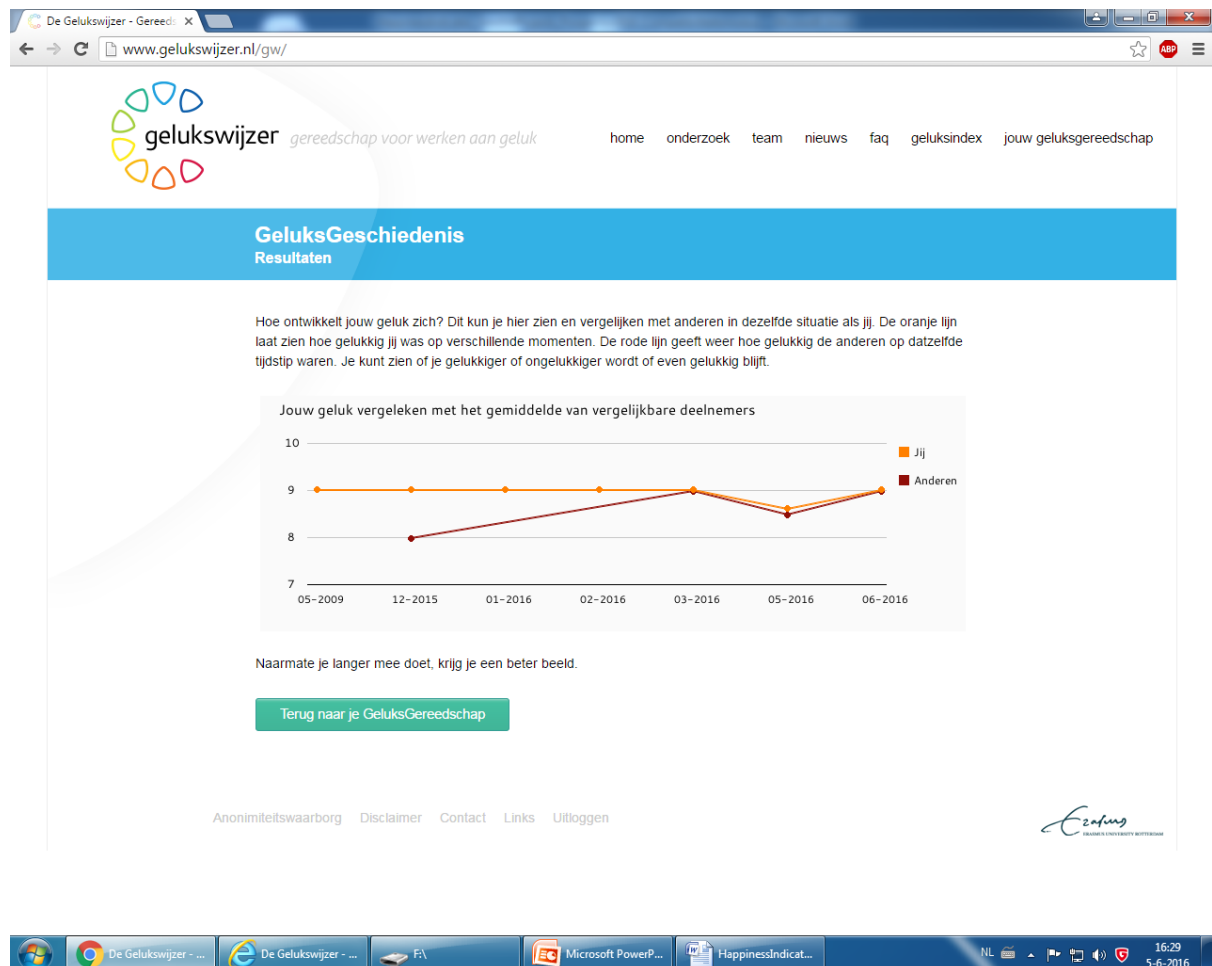 De Gelukswijzer - Gereeds
www.gelukswijzer.nl/gw/
ABP
gelukswijzer gereedschap voor werken aan geluk
home onderzoek team nieuws faq geluksindex jouw geluksgereedschap
GeluksGeschiedenis
Resultaten
Hoe ontwikkelt jouw geluk zich? Dit kun je hier zien en vergelijken met anderen in dezelfde situatie als jij. De oranje lijn
laat zien hoe gelukkig jij was op verschillende momenten. De rode lijn geeft weer hoe gelukkig de anderen op datzelfde
tijdstip waren. Je kunt zien of je gelukkiger of ongelukkiger wordt of even gelukkig blijft.
Jouw geluk vergeleken met het gemiddelde van vergelijkbare deelnemers
10
Jij
Anderen
9
8
7
05-2009 12-2015 01-2016 02-2016 03-2016 05-2016 06-2016
Naarmate je langer mee doet, krijg je een beter beeld.
Terug naar je GeluksGereedschap
Anonimiteitswaarborg Disclaimer Contact Links Uitloggen
Erasmus
ERASMUS UNIVERSITY ROTTERDAM
De Gelukswijzer - ... De Gelukswijzer - ... F:\ Microsoft PowerP... HappinessIndicat... NL 16:29
5-6-2016